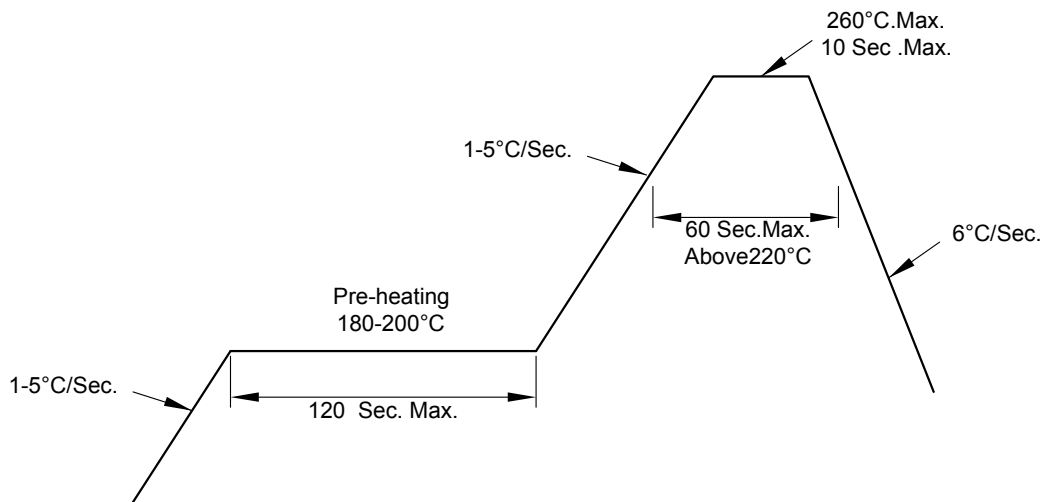 260°C.Max.
10 Sec .Max.
1-5°C/Sec.
60 Sec.Max.
Above220°C
6°C/Sec.
Pre-heating
180-200°C
1-5°C/Sec.
120 Sec. Max.